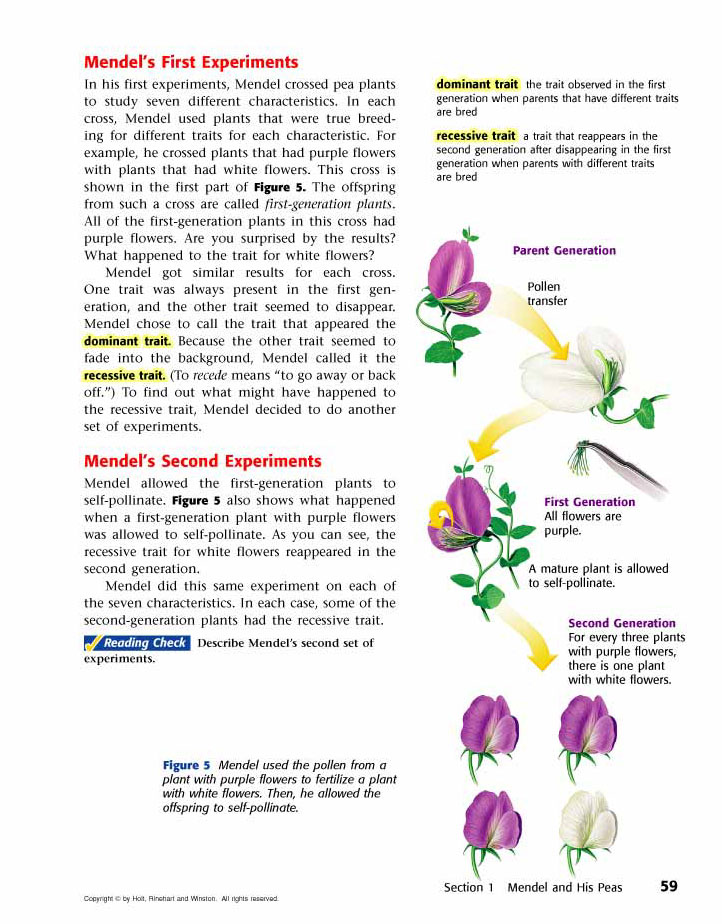 Mendel's First Experiments
In his first experiments, Mendel crossed pea plants
to study seven different characteristics. In each
cross, Mendel used plants that were true breed-
ing for different traits for each characteristic. For
example, he crossed plants that had purple flowers
with plants that had white flowers. This cross is
shown in the first part of Figure 5. The offspring
from such a cross are called first-generation plants.
All of the first-generation plants in this cross had
purple flowers. Are you surprised by the results?
What happened to the trait for white flowers?
Mendel got similar results for each cross.
One trait was always present in the first gen-
eration, and the other trait seemed to disappear.
Mendel chose to call the trait that appeared the
dominant trait. Because the other trait seemed to
fade into the background, Mendel called it the
recessive trait. (To recede means "to go away or back
off.") To find out what might have happened to
the recessive trait, Mendel decided to do another
set of experiments.
Mendel's Second Experiments
Mendel allowed the first-generation plants to
self-pollinate. Figure 5 also shows what happened
when a first-generation plant with purple flowers
was allowed to self-pollinate. As you can see, the
recessive trait for white flowers reappeared in the
second generation.
Mendel did this same experiment on each of
the seven characteristics. In each case, some of the
second-generation plants had the recessive trait.
Reading Check Describe Mendel's second set of
experiments.
dominant trait the trait observed in the first
generation when parents that have different traits
are bred
recessive trait a trait that reappears in the
second generation after disappearing in the first
generation when parents with different traits
are bred
Parent Generation
Pollen
transfer
First Generation
All flowers are
purple.
A mature plant is allowed
to self-pollinate.
Second Generation
For every three plants
with purple flowers,
there is one plant
with white flowers.
Figure 5 Mendel used the pollen from a
plant with purple flowers to fertilize a plant
with white flowers. Then, he allowed the
offspring to self-pollinate.
Section 1 Mendel and His Peas 59
Copyright © by Holt, Rinehart and Winston. All rights reserved.